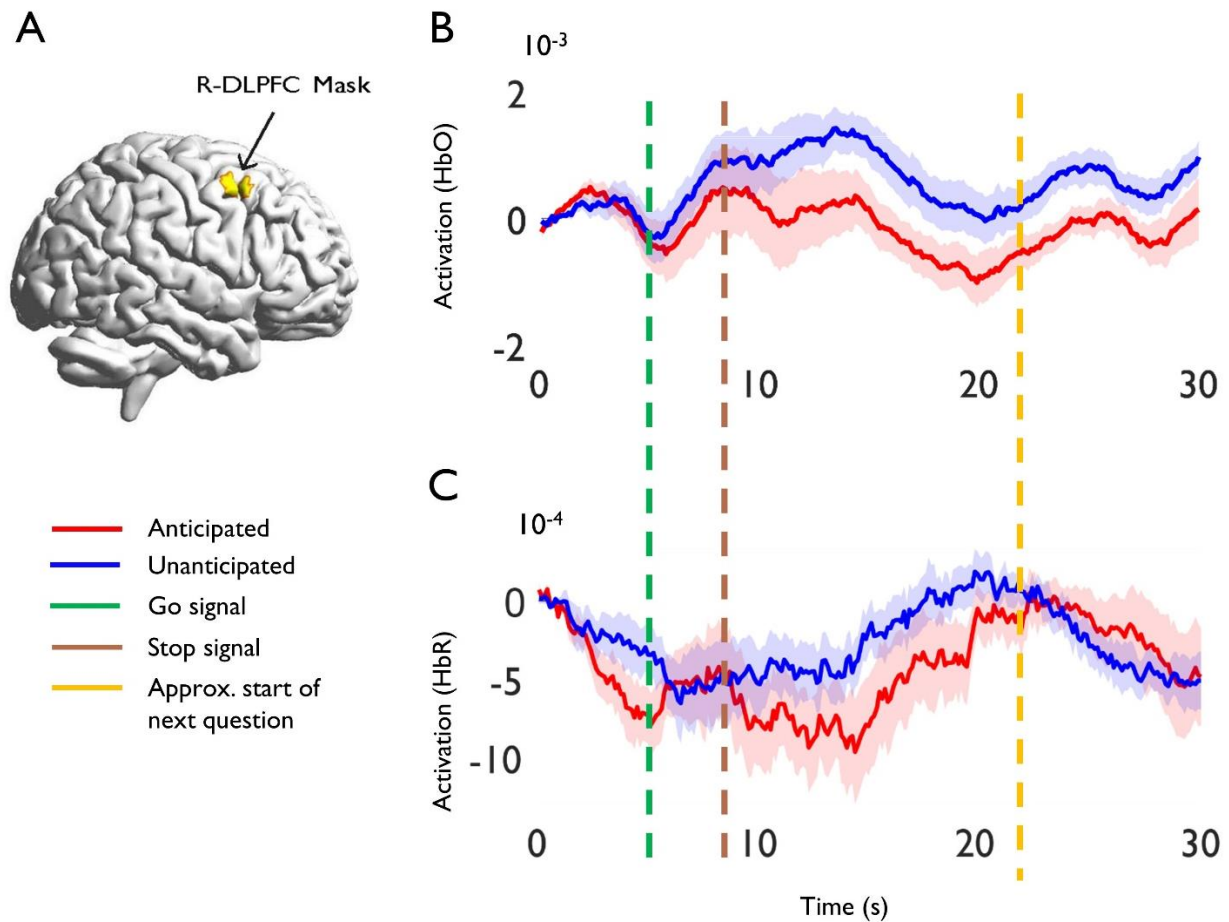 A
R-DLPFC Mask
Anticipated
Unanticipated
Go signal
Stop signal
Approx. start of
next question
B
10-3
Activation (HbO)
2
0
-2
0 10 20 30
C
10-4
Activation (HbR)
0
-5
-10
0 10 20 30
Time (s)